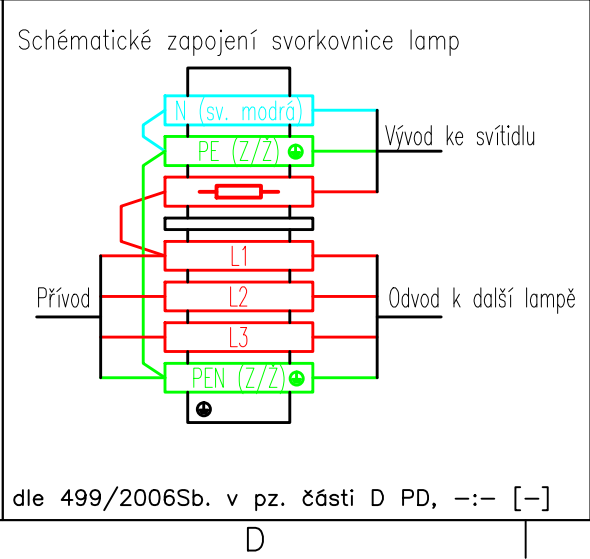 Schématické zapojení svorkovnice lamp
N (sv. modrá)
Vývod ke svítidlu
PE (Z/Ž)
L1
Přívod
L2
Odvod k další lampě
L3
PEN (Z/Ž)
dle 499/2006Sb. v pz. části D PD, -:- [-]
D